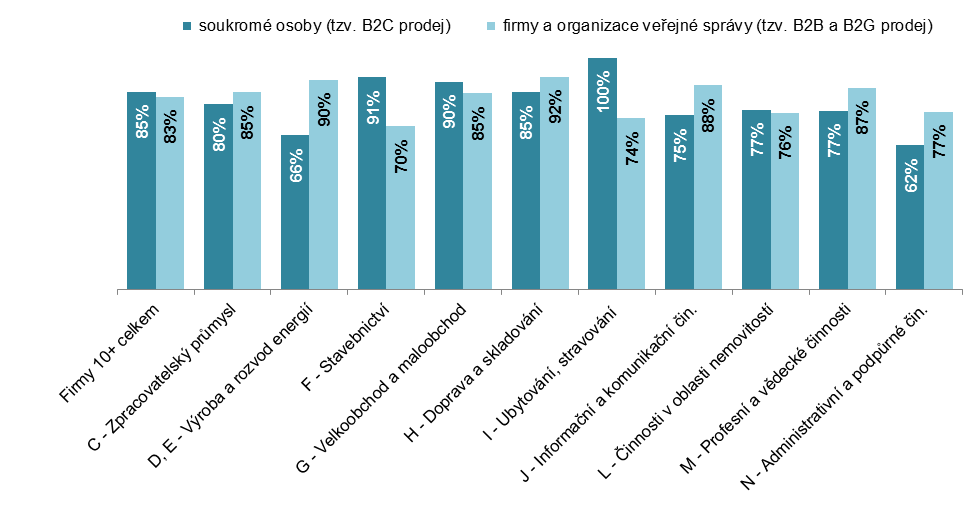 soukromé osoby (tzv. B2C prodej)
firmy a organizace veřejné správy (tzv. B2B a B2G prodej)
85%
83%
80%
85%
66%
90%
91%
70%
90%
85%
85%
92%
100%
74%
75%
88%
77%
76%
77%
87%
62%
77%
Firmy 10+ celkem
C - Zpracovatelský průmysl
D, E - Výroba a rozvod energií
F - Stavebnictví
G - Velkoobchod a maloobchod
H - Doprava a skladování
I - Ubytování, stravování
J - Informační a komunikační čin.
L - Činnosti v oblasti nemovitostí
M - Profesní a vědecké činnosti
N - Administrativní a podpůrné čin.